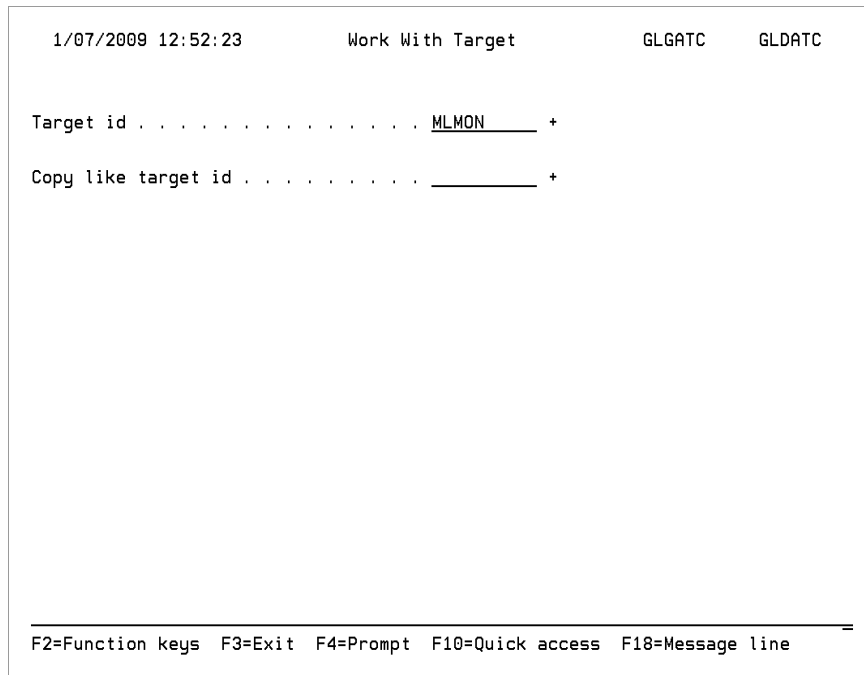 1/07/2009 12:52:23 Work With Target GLGATC GLDATC
Target id . . . . . . . . . . . . . . MLMON +
Copy like target id . . . . . . . . . __________ +
F2=Function keys F3=Exit F4=Prompt F10=Quick access F18=Message line